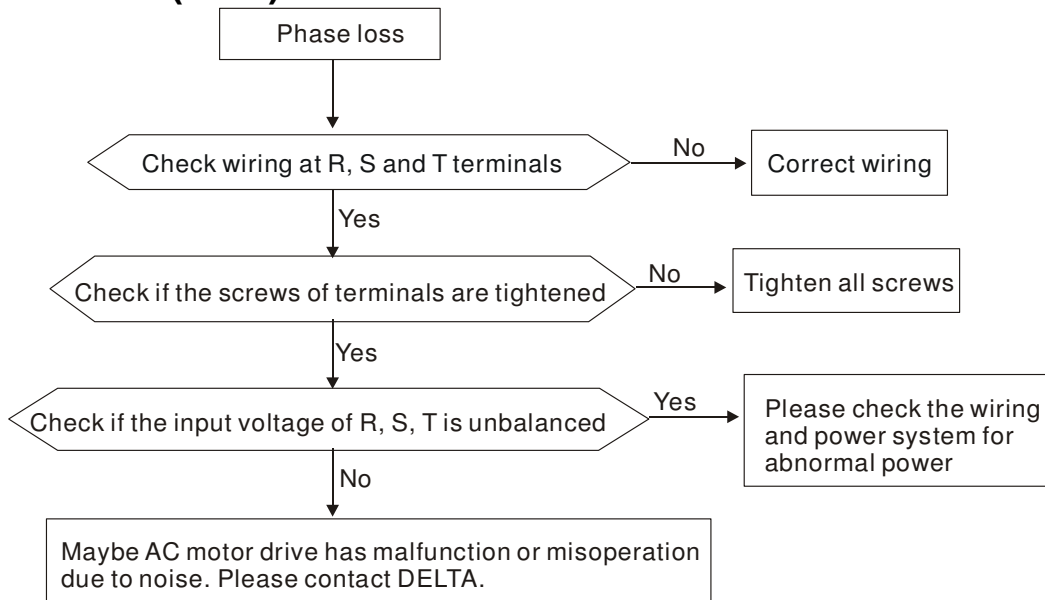 Phase loss
Check wiring at R, S and T terminals
No
Correct wiring
Yes
Check if the screws of terminals are tightened
No
Tighten all screws
Yes
Check if the input voltage of R, S, T is unbalanced
Yes
Please check the wiring
and power system for
abnormal power
No
Maybe AC motor drive has malfunction or misoperation
due to noise. Please contact DELTA.